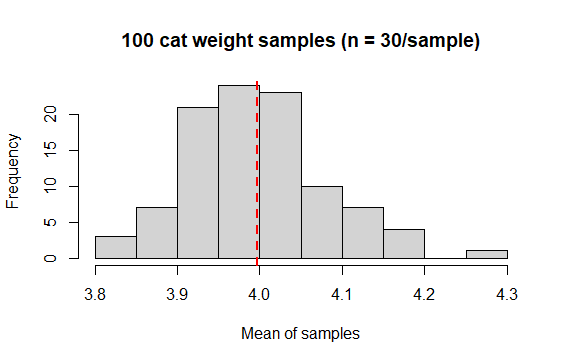 100 cat weight samples (n = 30/sample)
Frequency
20
15
10
5
0
3.8 3.9 4.0 4.1 4.2 4.3
Mean of samples